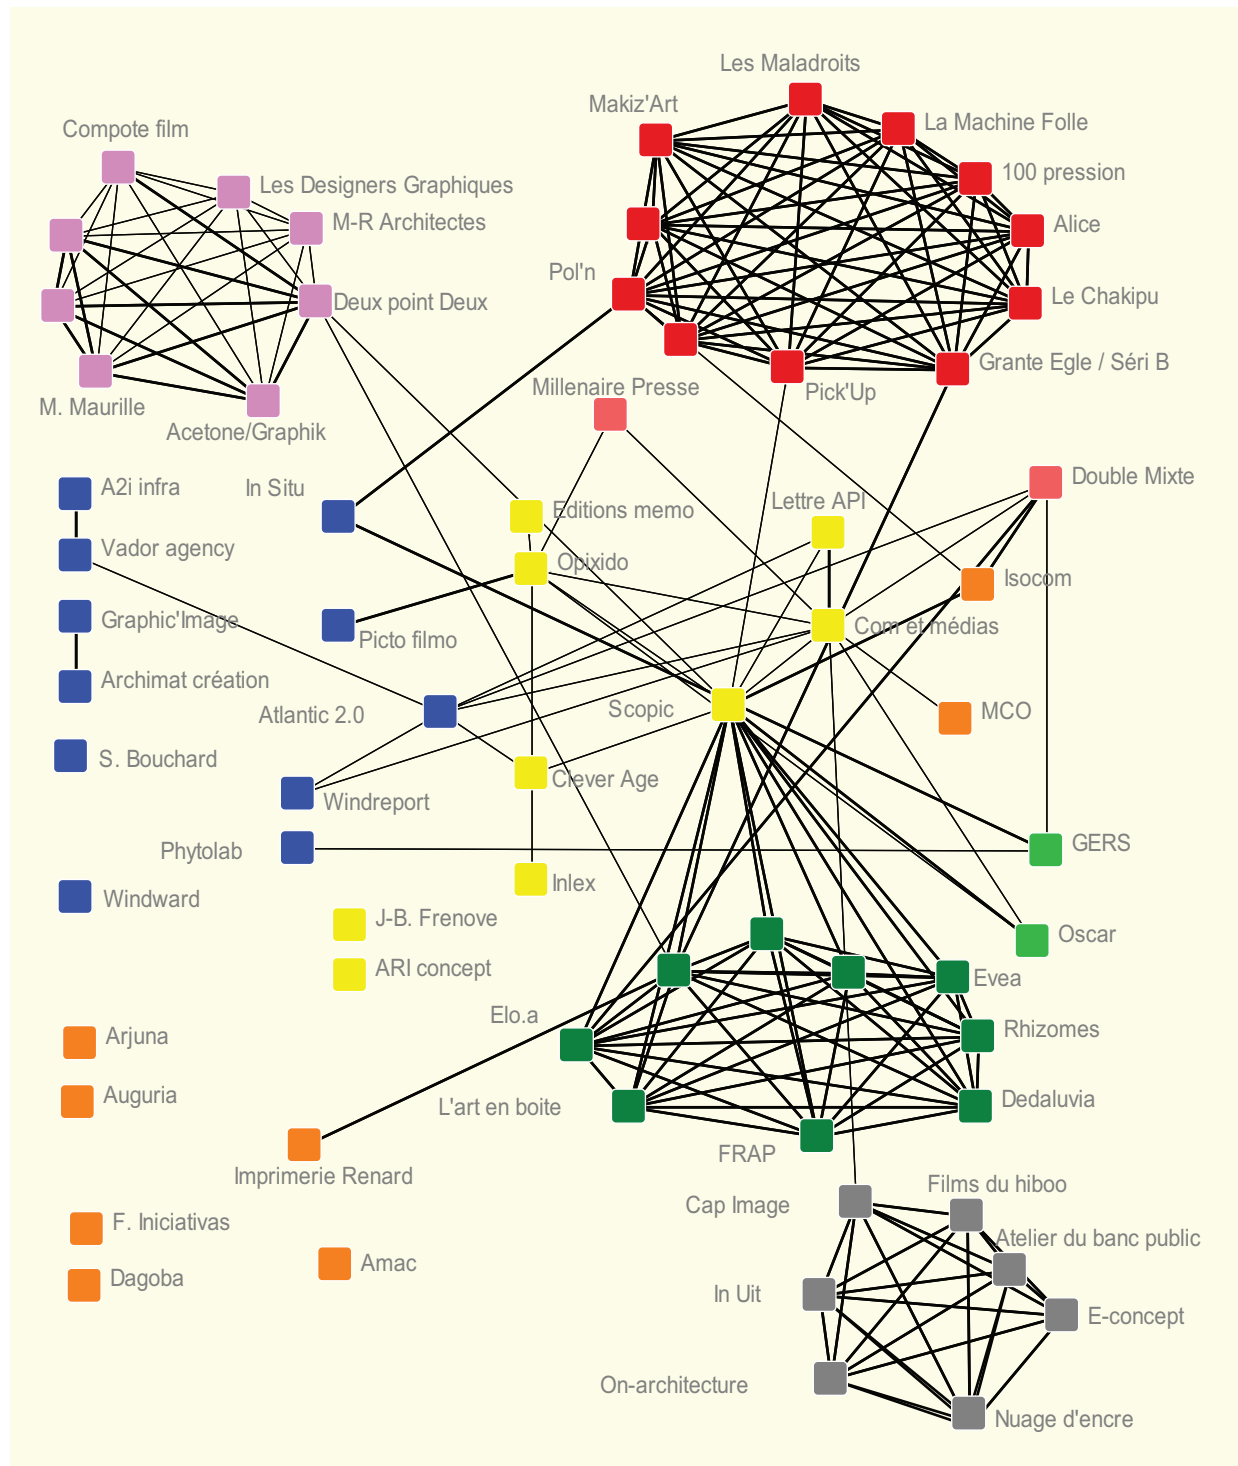 Les Maladroits
Makiz'Art
La Machine Folle
Compote film
100 pression
Les Designers Graphiques
M-R Architectes
Alice
Pol'n
Deux point Deux
Le Chakipu
Grante Egle / Séri B
Millenaire Presse
Pick'Up
M. Maurille
Acetone/Graphik
Double Mixte
A2i infra
In Situ
Lettre API
Editions memo
Vador agency
Opixido
Isocom
Graphic'Image
Com et médias
Picto filmo
Archimat création
Scopic
MCO
Atlantic 2.0
S. Bouchard
Clever Age
Windreport
GERS
Phytolab
Inlex
Windward
J-B. Frenove
Oscar
ARI concept
Evea
Elo.a
Rhizomes
Arjuna
Auguria
L'art en boite
Dedaluvia
FRAP
Imprimerie Renard
Films du hiboo
Cap Image
F. Iniciativas
Atelier du banc public
Amac
Dagoba
In Uit
E-concept
On-architecture
Nuage d'encre